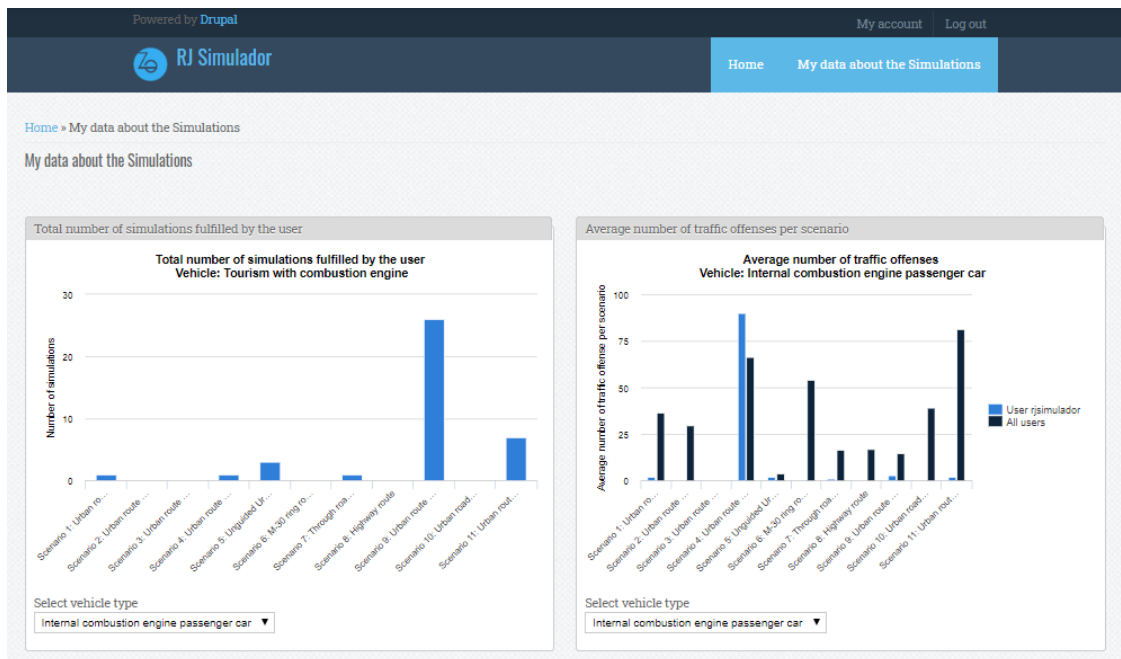 Powered by Drupal
My account
Log out
RJ Simulador
Home
My data about the Simulations
Home » My data about the Simulations
My data about the Simulations
Total number of simulations fulfilled by the user
Total number of simulations fulfilled by the user
Vehicle: Tourism with combustion engine
Number of simulations
30
20
10
0
Scenario 1: Urban ro...
Scenario 2: Urban route ...
Scenario 3: Urban route ...
Scenario 4: Urban route ...
Scenario 5: Unguided Ur...
Scenario 6: M-30 ring ro...
Scenario 7: Through roa...
Scenario 8: Highway route
Scenario 9: Urban route ...
Scenario 10: Urban road...
Scenario 11: Urban rout...
Select vehicle type
Internal combustion engine passenger car ▼
Average number of traffic offenses per scenario
Average number of traffic offenses
Vehicle: Internal combustion engine passenger car
Average number of traffic offense per scenario
100
75
50
25
0
Scenario 1: Urban ro...
Scenario 2: Urban route ...
Scenario 3: Urban route ...
Scenario 4: Urban route ...
Scenario 5: Unguided Ur...
Scenario 6: M-30 ring ro...
Scenario 7: Through roa...
Scenario 8: Highway route
Scenario 9: Urban route ...
Scenario 10: Urban road...
Scenario 11: Urban rout...
User rjsimulador
All users
Select vehicle type
Internal combustion engine passenger car ▼